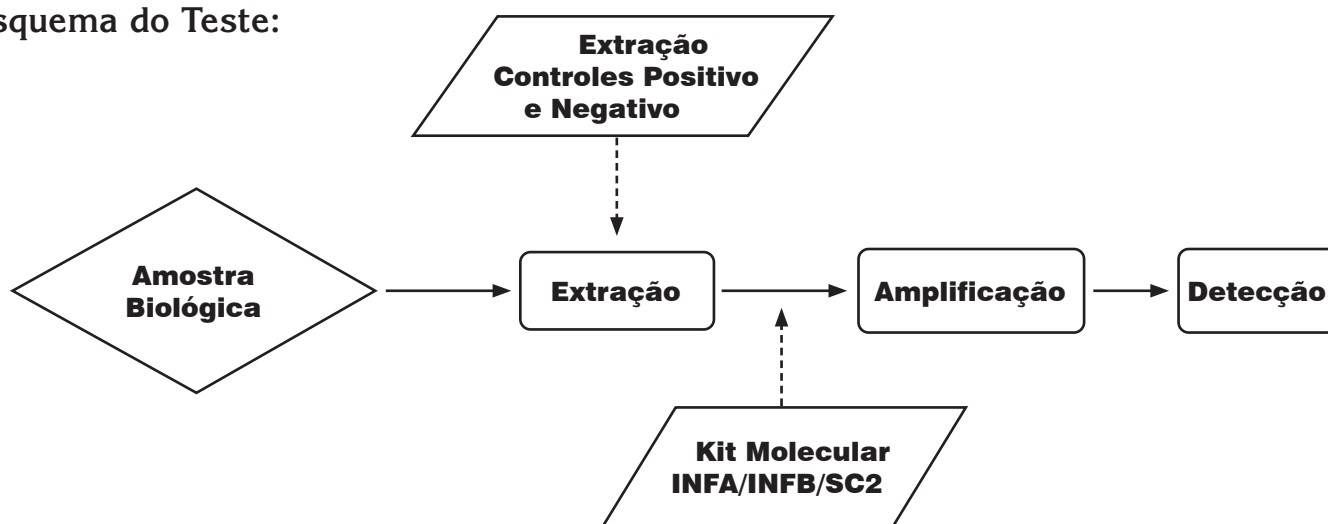 squema do Teste:
Extração
Controles Positivo
e Negativo
Amostra
Biológica
Extração
Amplificação
Detecção
Kit Molecular
INFA/INFB/SC2